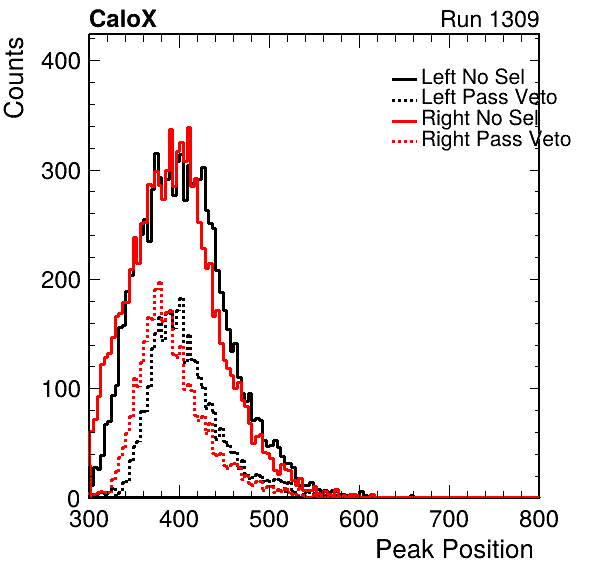 CaloX
Run 1309
Counts
400
300
200
100
0
Left No Sel
Left Pass Veto
Right No Sel
Right Pass Veto
300 400 500 600 700 800
Peak Position